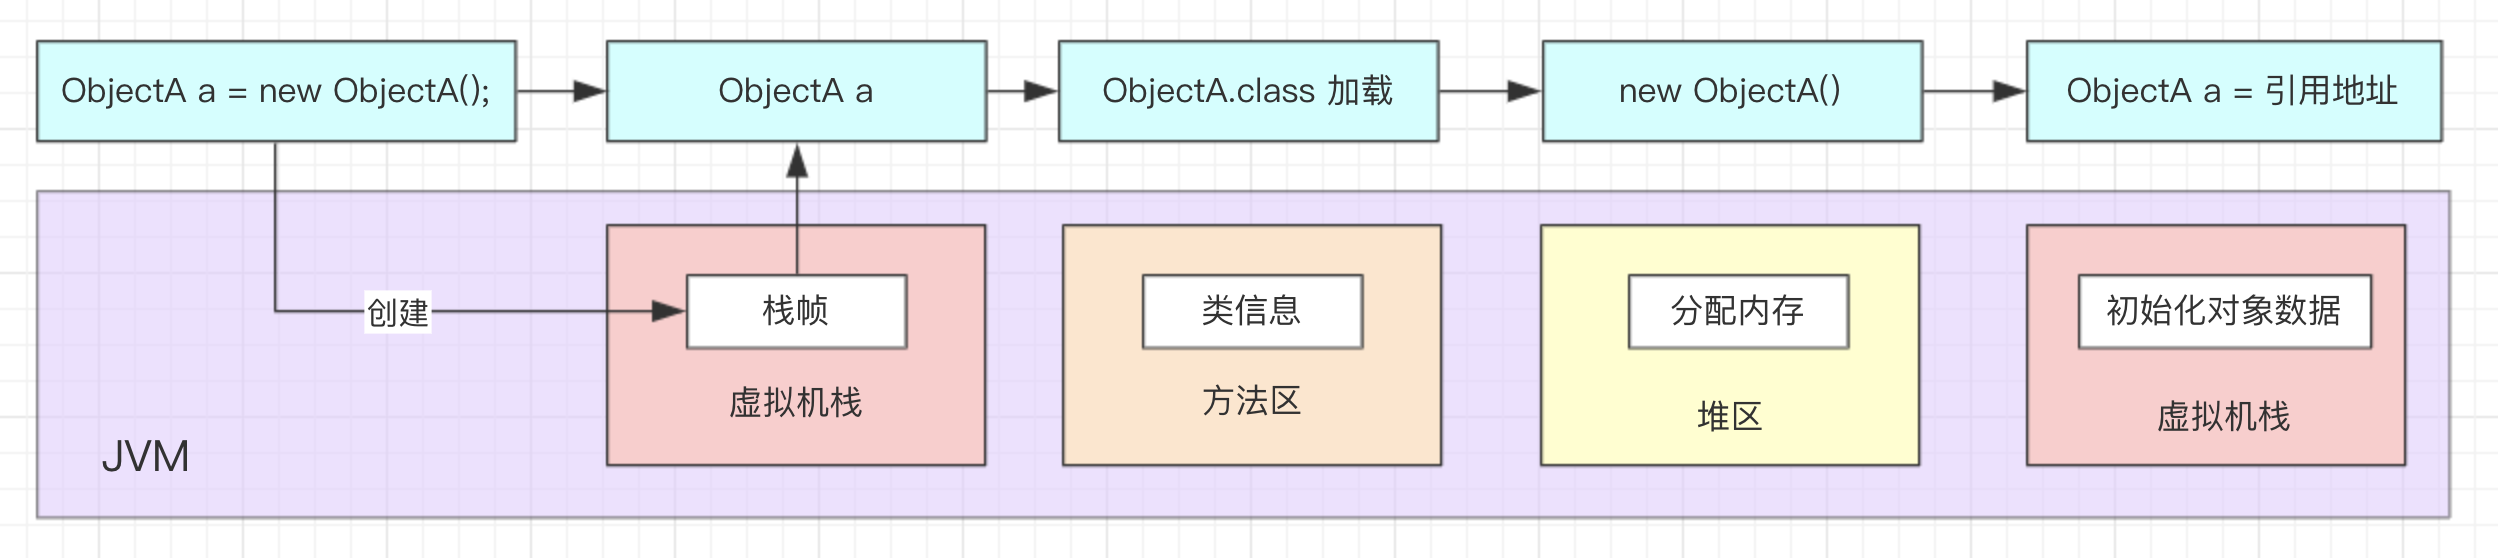 ObjectA a = new ObjectA();
ObjectA a
ObjectA.class 加载
new ObjectA()
ObjewtA a = 引用地址
创建
栈帧
类信息
分配内存
初始化对象数据
虚拟机栈
方法区
堆区
虚拟机栈
JVM